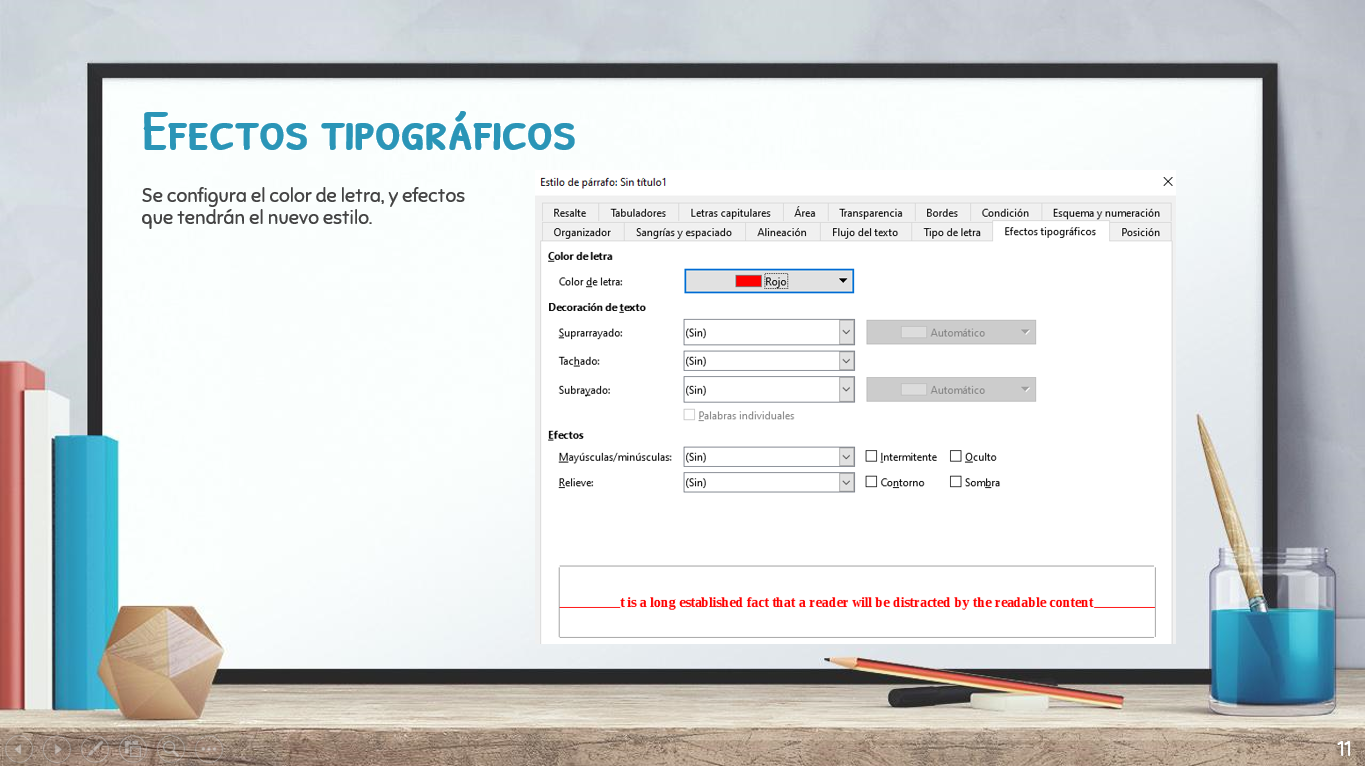 Efectos tipográficos
Se configura el color de letra, y efectos
que tendrán el nuevo estilo.
Estilo de párrafo: Sin título1
Resalte Tabuladores Letras capitulares Área Transparencia Bordes Condición Esquema y numeración
Organizador Sangrías y espaciado Alineación Flujo del texto Tipo de letra Efectos tipográficos Posición
Color de letra
Color de letra: Rojo
Decoración de texto
Suprarrayado: (Sin) Automático
Tachado: (Sin)
Subrayado: (Sin) Automático
Palabras individuales
Efectos
Mayúsculas/minúsculas: (Sin) Intermitente Oculto
Relieve: (Sin) Contorno Sombra
t is a long established fact that a reader will be distracted by the readable content
11